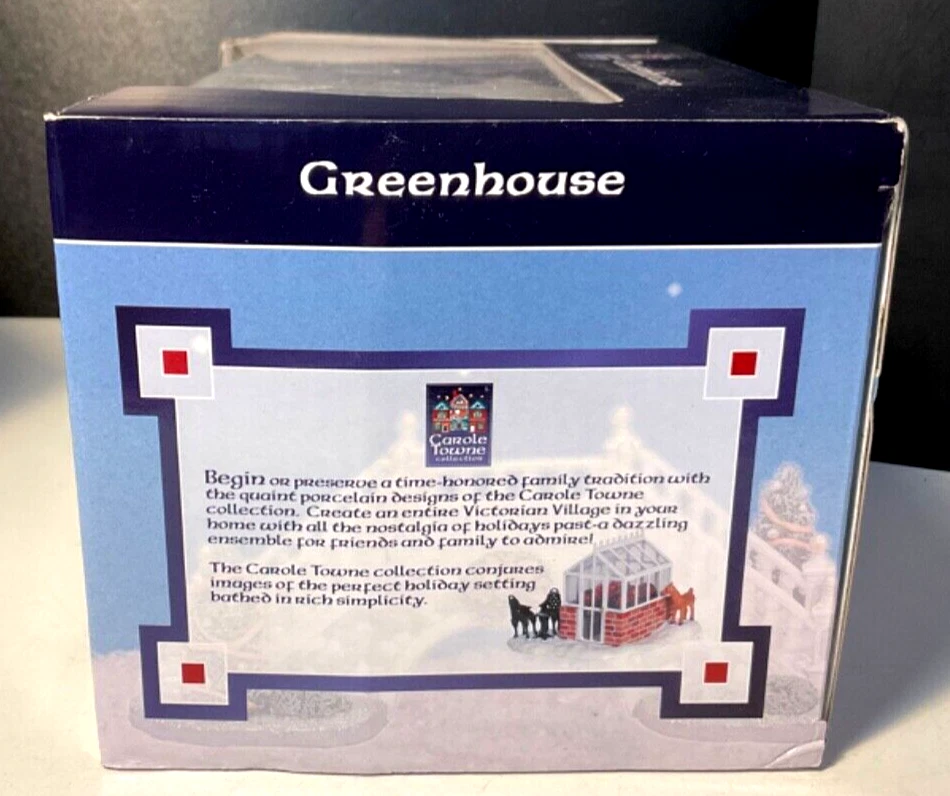 Greenhouse
Carole
Towne
collection
Begin or preserve a time-honored family tradition with
the quaint porcelain designs of the Carole Towne
collection. Create an entire Victorian Village in your
home with all the nostalgia of holidays past-a dazzling
ensemble for friends and family to admire!
The Carole Towne collection conjures
images of the perfect holiday setting
bathed in rich simplicity.